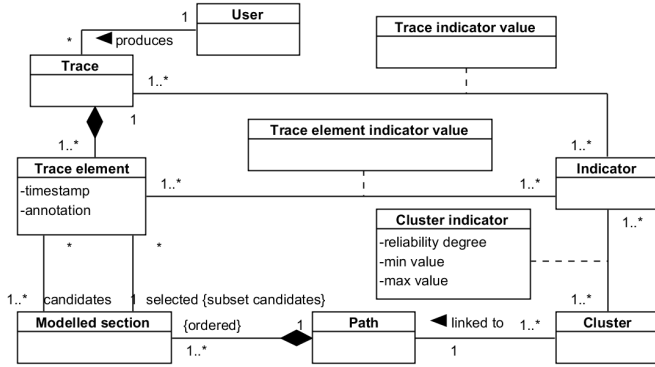 1 User
Trace indicator value
* produces
Trace
1..*
1
1..*
Trace element indicator value
1..*
Trace element
1..* 1..*
Indicator
-timestamp
-annotation
Cluster indicator
1..*
-reliability degree
-min value
-max value
* *
1..* candidates 1 selected {subset candidates}
1..*
Modelled section
{ordered} 1
Path
linked to 1..*
Cluster
1..* 1